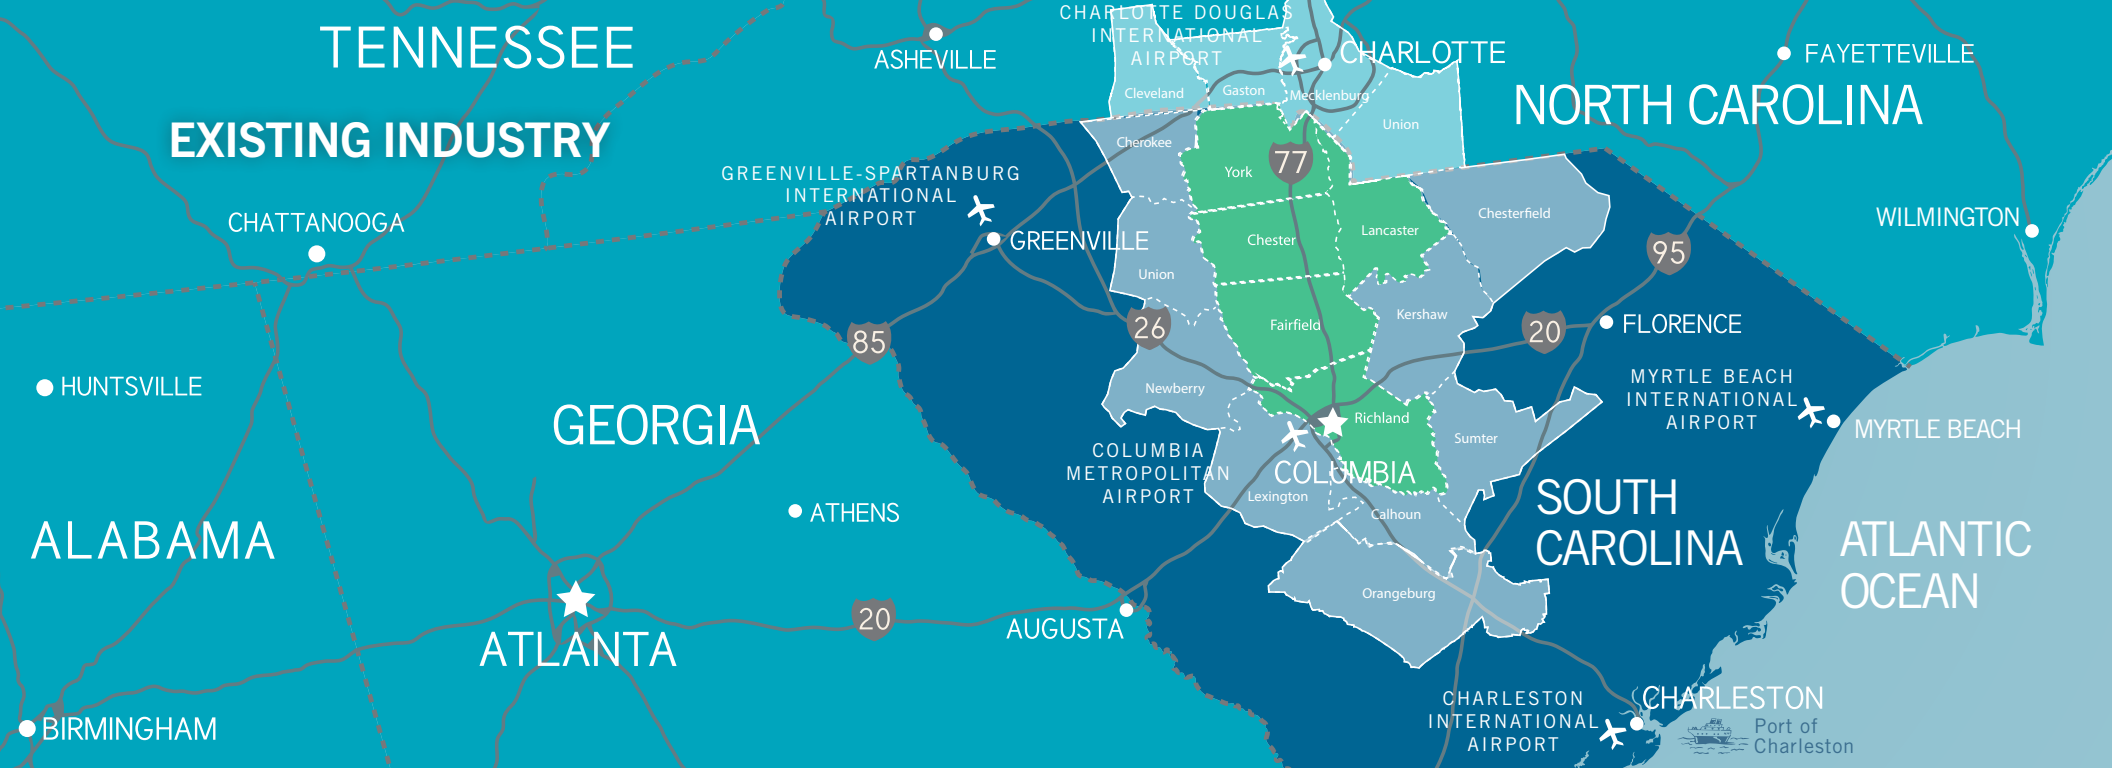 CHARLOTTE DOUGLAS
INTERNATIONAL
AIRPORT
TENNESSEE
ASHEVILLE
CHARLOTTE
FAYETTEVILLE
NORTH CAROLINA
Cleveland
Gaston
Mecklenburg
Union
EXISTING INDUSTRY
Cherokee
GREENVILLE-SPARTANBURG
INTERNATIONAL
AIRPORT
York
77
Chesterfield
CHATTANOOGA
GREENVILLE
Chester
Lancaster
95
WILMINGTON
Union
26
85
Fairfield
Kershaw
20
FLORENCE
HUNTSVILLE
GEORGIA
Newberry
Richland
Sumter
MYRTLE BEACH
INTERNATIONAL
AIRPORT
MYRTLE BEACH
COLUMBIA
METROPOLITAN
AIRPORT
COLUMBIA
Lexington
Calhoun
SOUTH
CAROLINA
ATHENS
ALABAMA
ATLANTIC
OCEAN
Orangeburg
ATLANTA
20
AUGUSTA
BIRMINGHAM
CHARLESTON
INTERNATIONAL
AIRPORT
CHARLESTON
Port of
Charleston